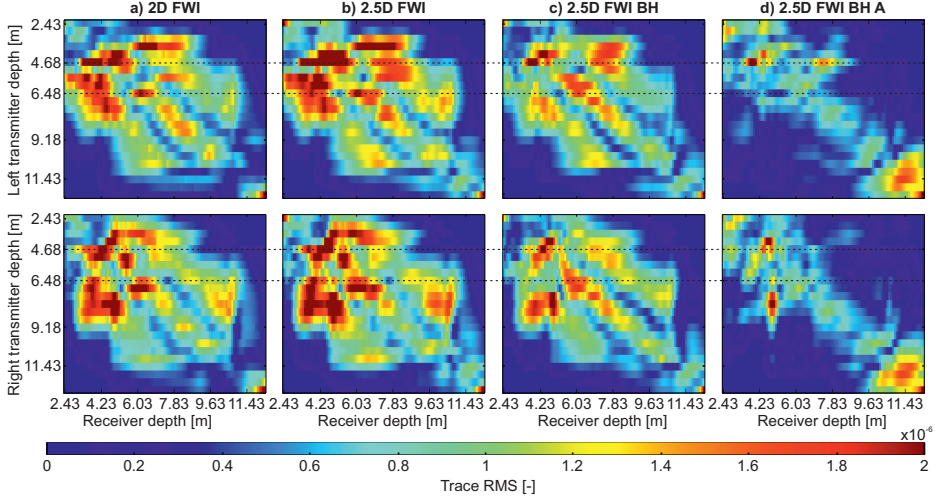 a) 2D FWI
b) 2.5D FWI
c) 2.5D FWI BH
d) 2.5D FWI BH A
Left transmitter depth [m]
2.43
4.68
6.48
9.18
11.43
Right transmitter depth [m]
2.43
4.68
6.48
9.18
11.43
2.43 4.23 6.03 7.83 9.63 11.43
2.43 4.23 6.03 7.83 9.63 11.43
2.43 4.23 6.03 7.83 9.63 11.43
2.43 4.23 6.03 7.83 9.63 11.43
Receiver depth [m]
Receiver depth [m]
Receiver depth [m]
Receiver depth [m]
x10⁻⁶
0 0.2 0.4 0.6 0.8 1 1.2 1.4 1.6 1.8 2
Trace RMS [-]